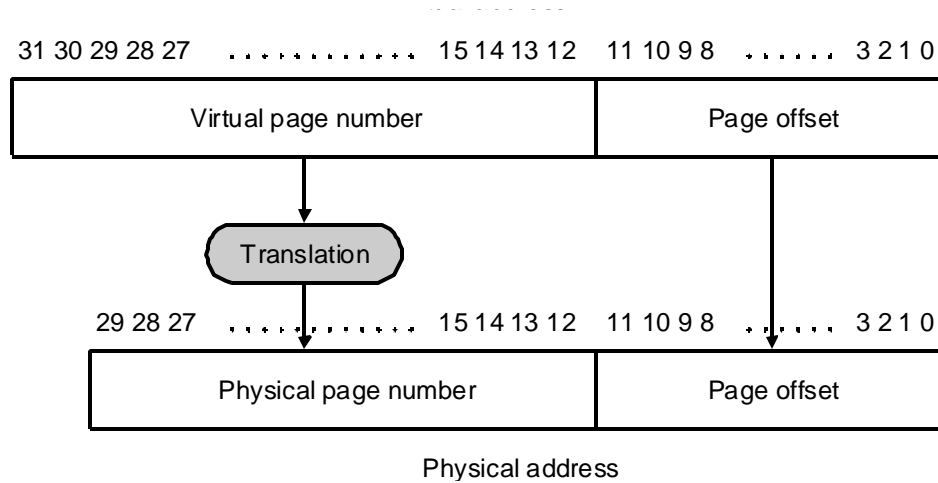 31 30 29 28 27 ............ 15 14 13 12 11 10 9 8 ...... 3 2 1 0
Virtual page number Page offset
Translation
29 28 27 ............ 15 14 13 12 11 10 9 8 ...... 3 2 1 0
Physical page number Page offset
Physical address